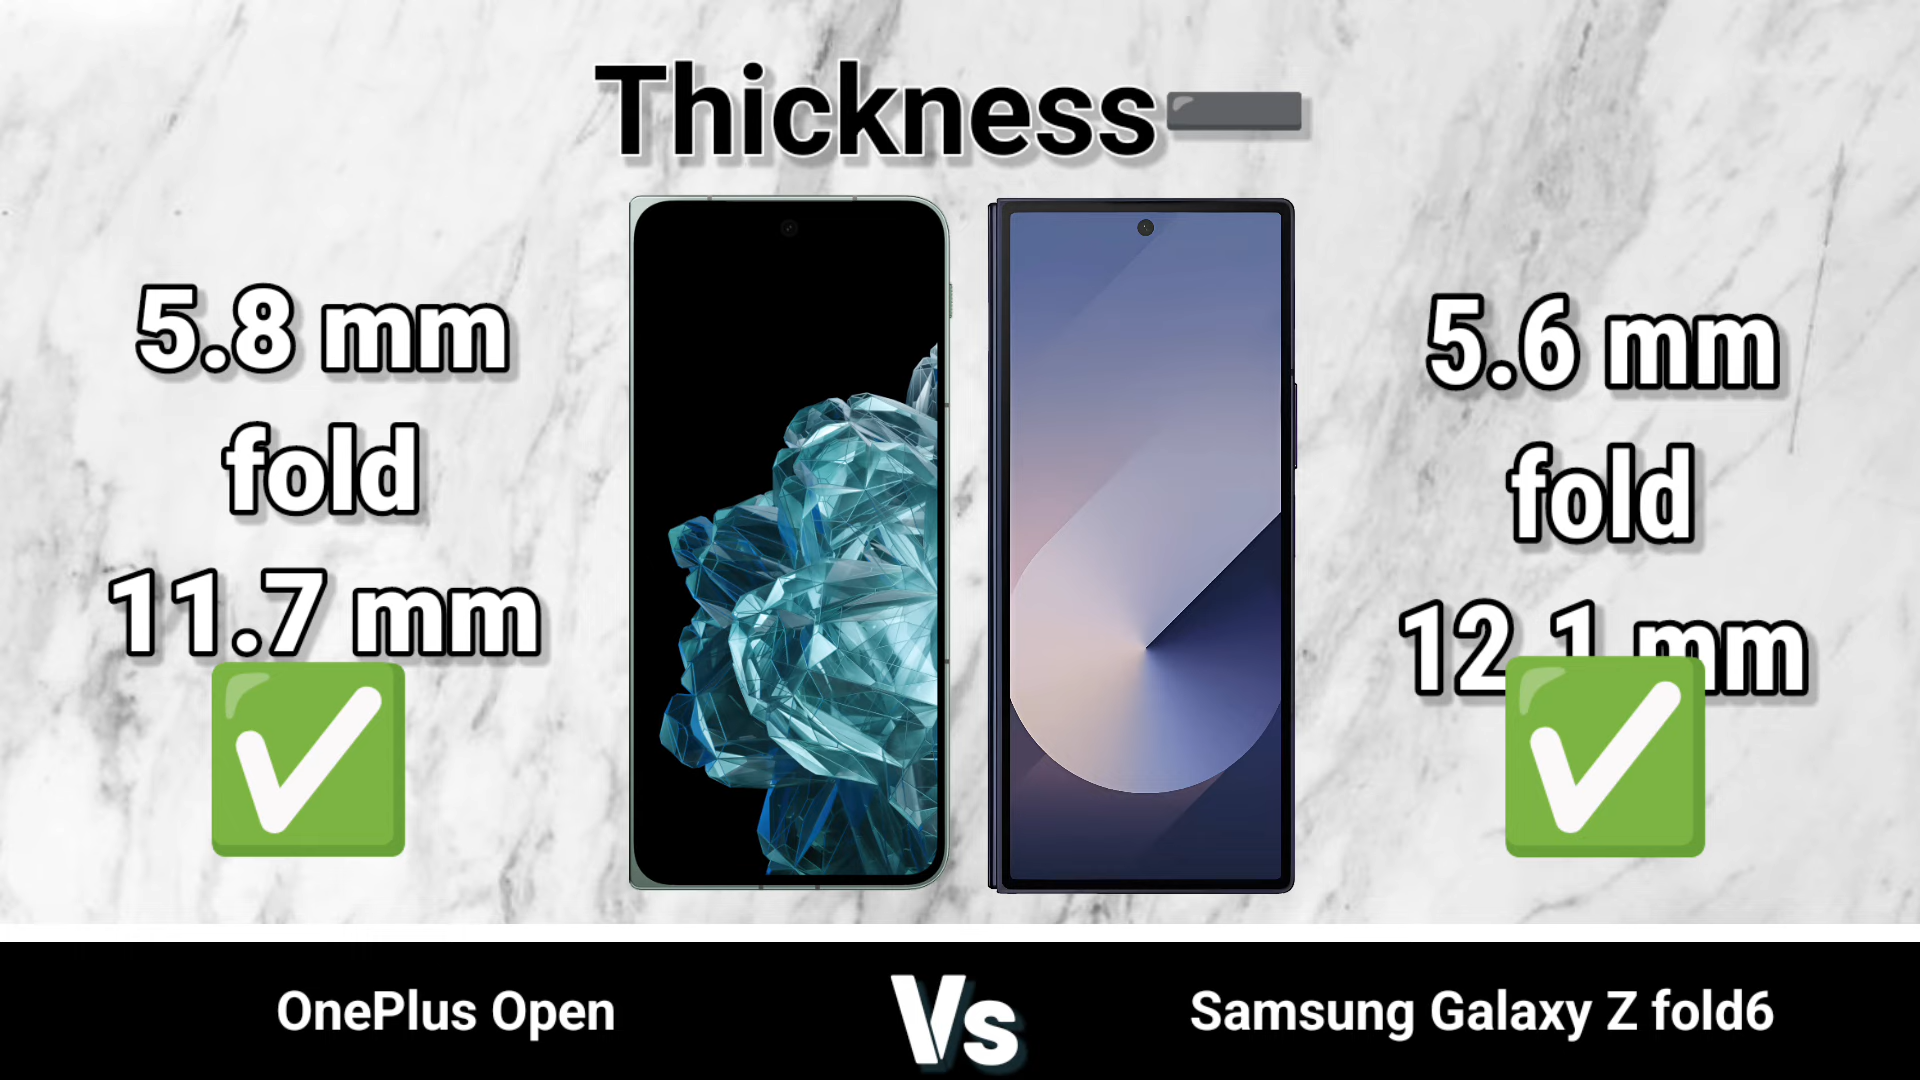 Thickness
5.8 mm
fold
11.7 mm
5.6 mm
fold
12.1 mm
OnePlus Open
Vs
Samsung Galaxy Z fold6